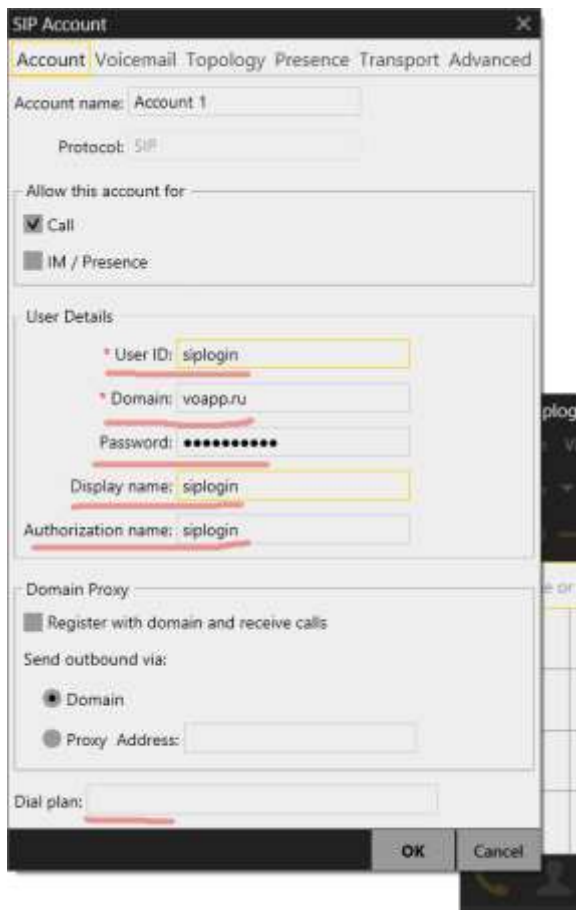 SIP Account
Account Voicemail Topology Presence Transport Advanced
Account name: Account 1
Protocol: SIP
Allow this account for
Call
IM / Presence
User Details
* User ID: siplogin
* Domain: voapp.ru
Password: ●●●●●●●●●●
Display name: siplogin
Authorization name: siplogin
Domain Proxy
Register with domain and receive calls
Send outbound via:
Domain
Proxy Address:
Dial plan:
OK Cancel
plog
e or